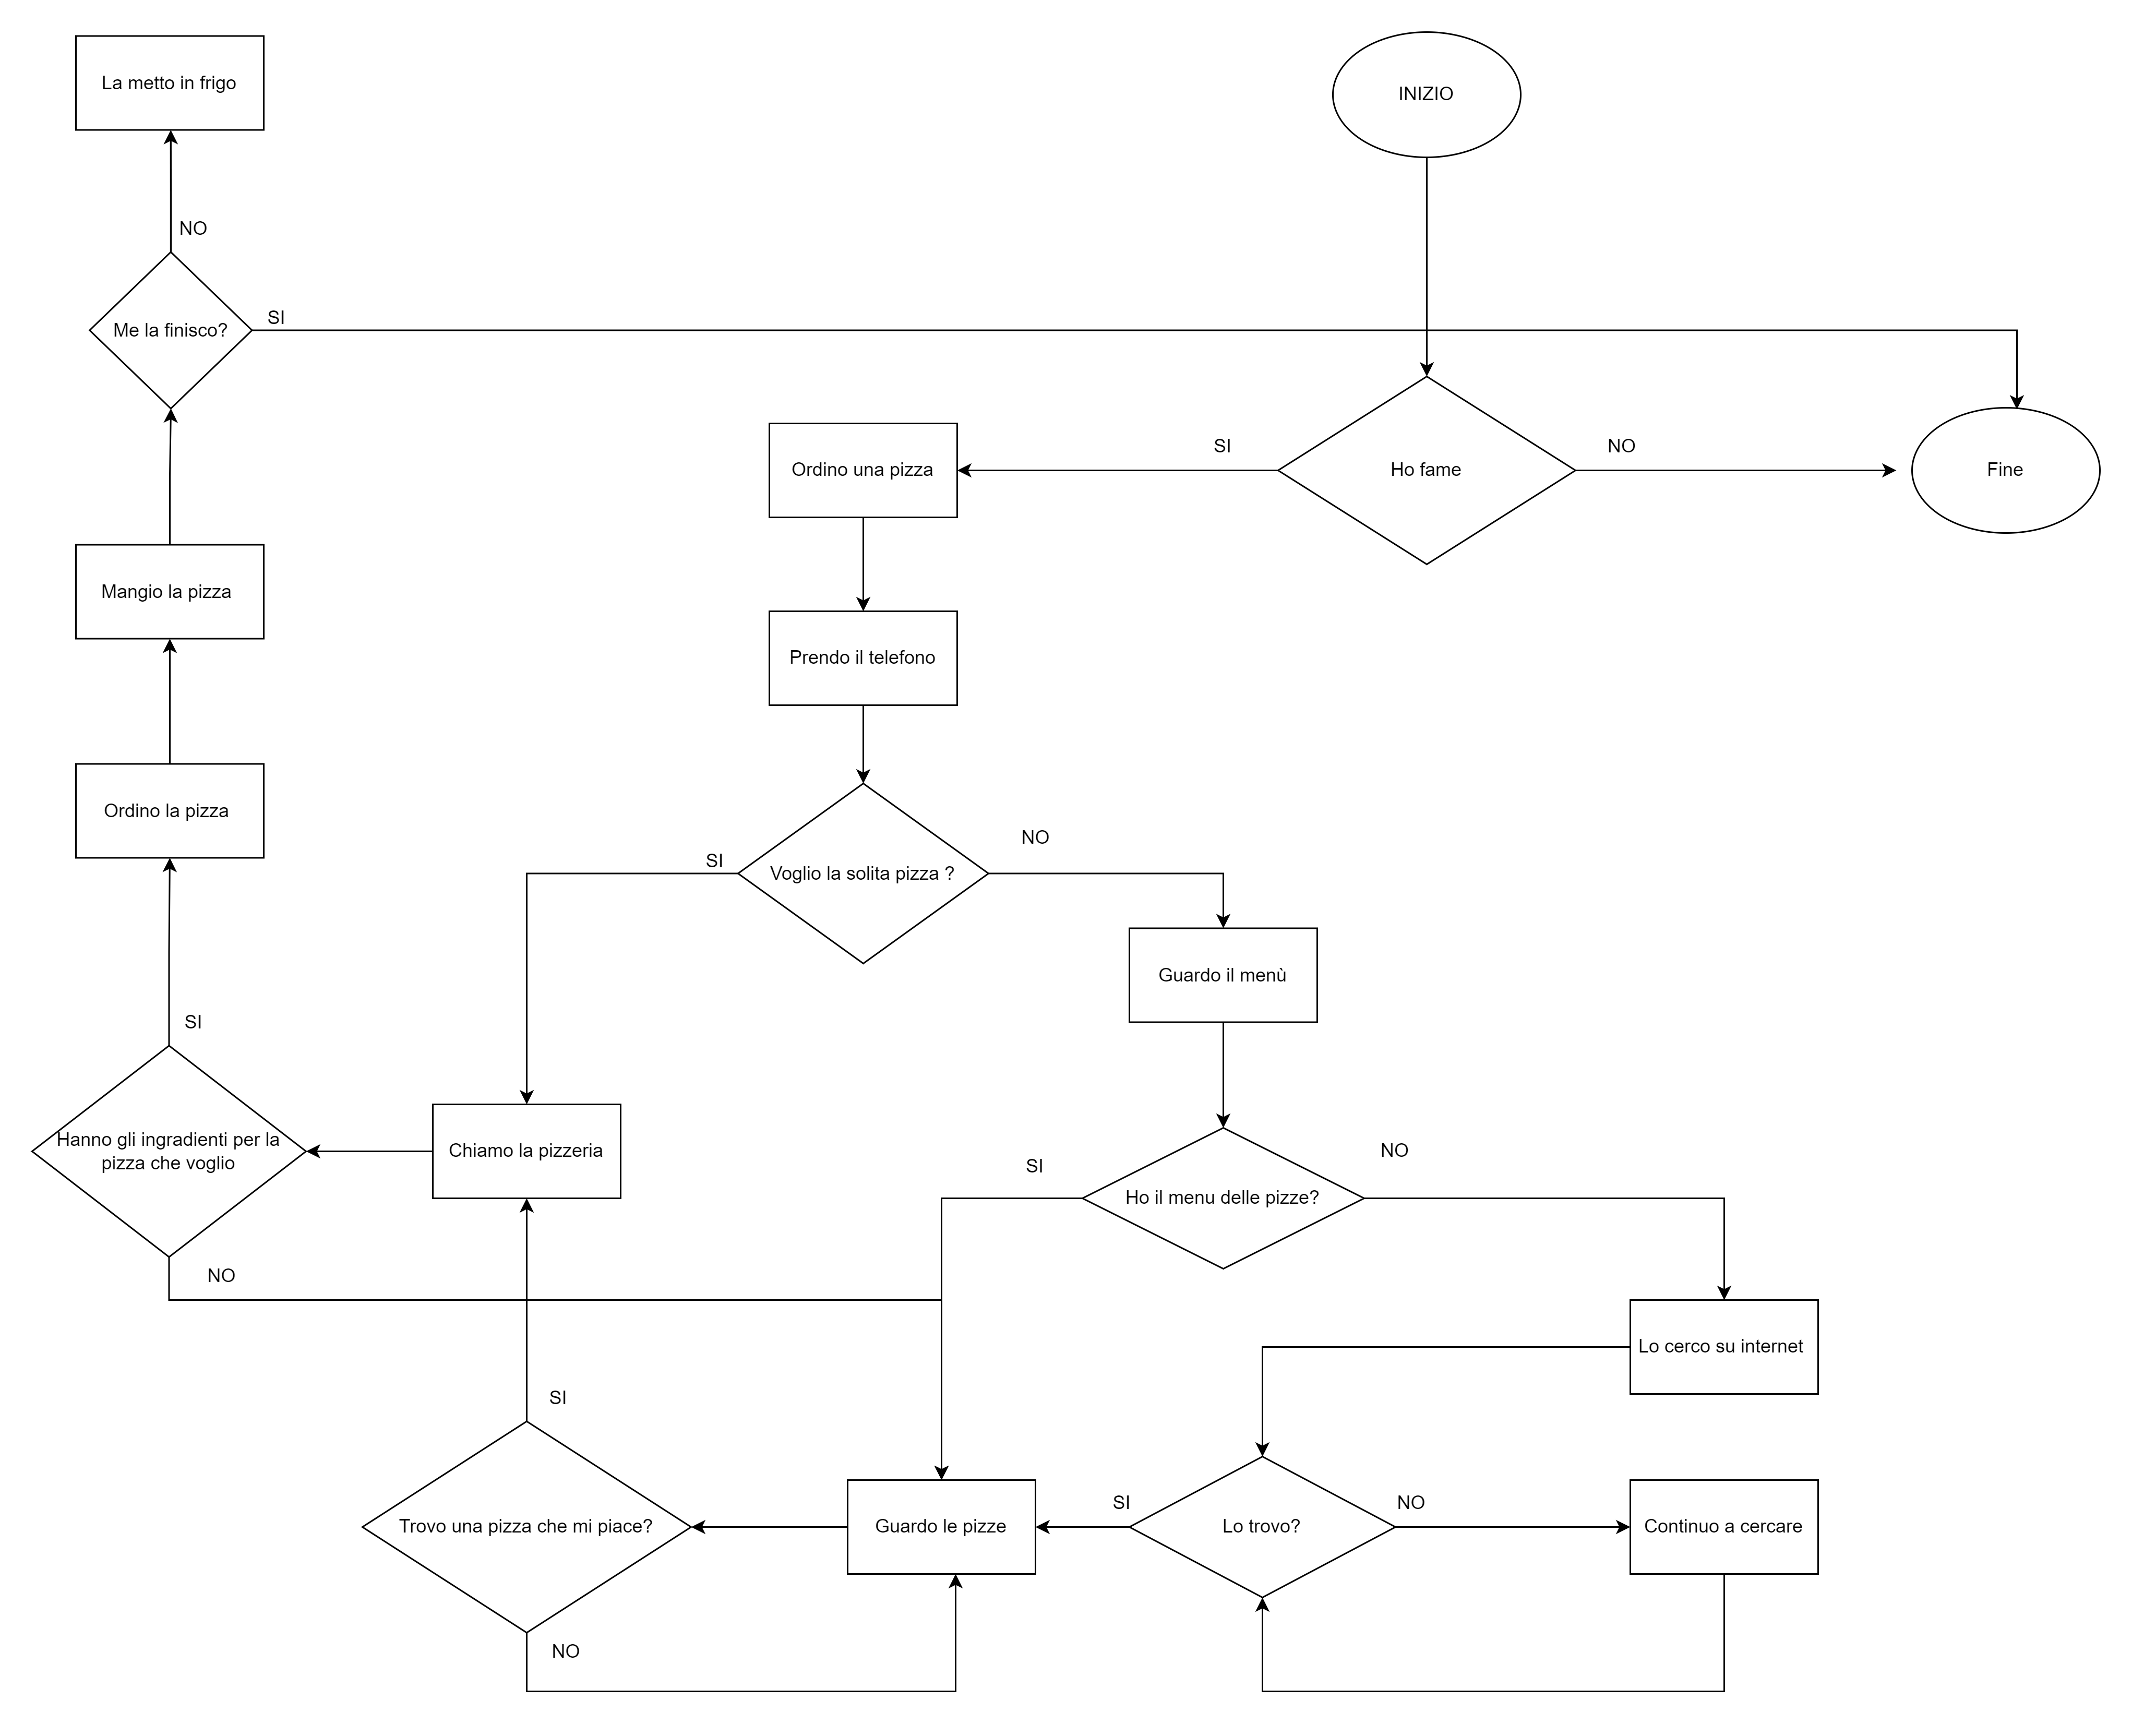 La metto in frigo
INIZIO
NO
SI
Me la finisco?
SI
NO
Ordino una pizza
Ho fame
Fine
Mangio la pizza
Prendo il telefono
Ordino la pizza
NO
SI
Voglio la solita pizza ?
Guardo il menù
SI
Hanno gli ingradienti per la
pizza che voglio
Chiamo la pizzeria
SI
NO
Ho il menu delle pizze?
NO
Lo cerco su internet
SI
SI
NO
Trovo una pizza che mi piace?
Guardo le pizze
Lo trovo?
Continuo a cercare
NO